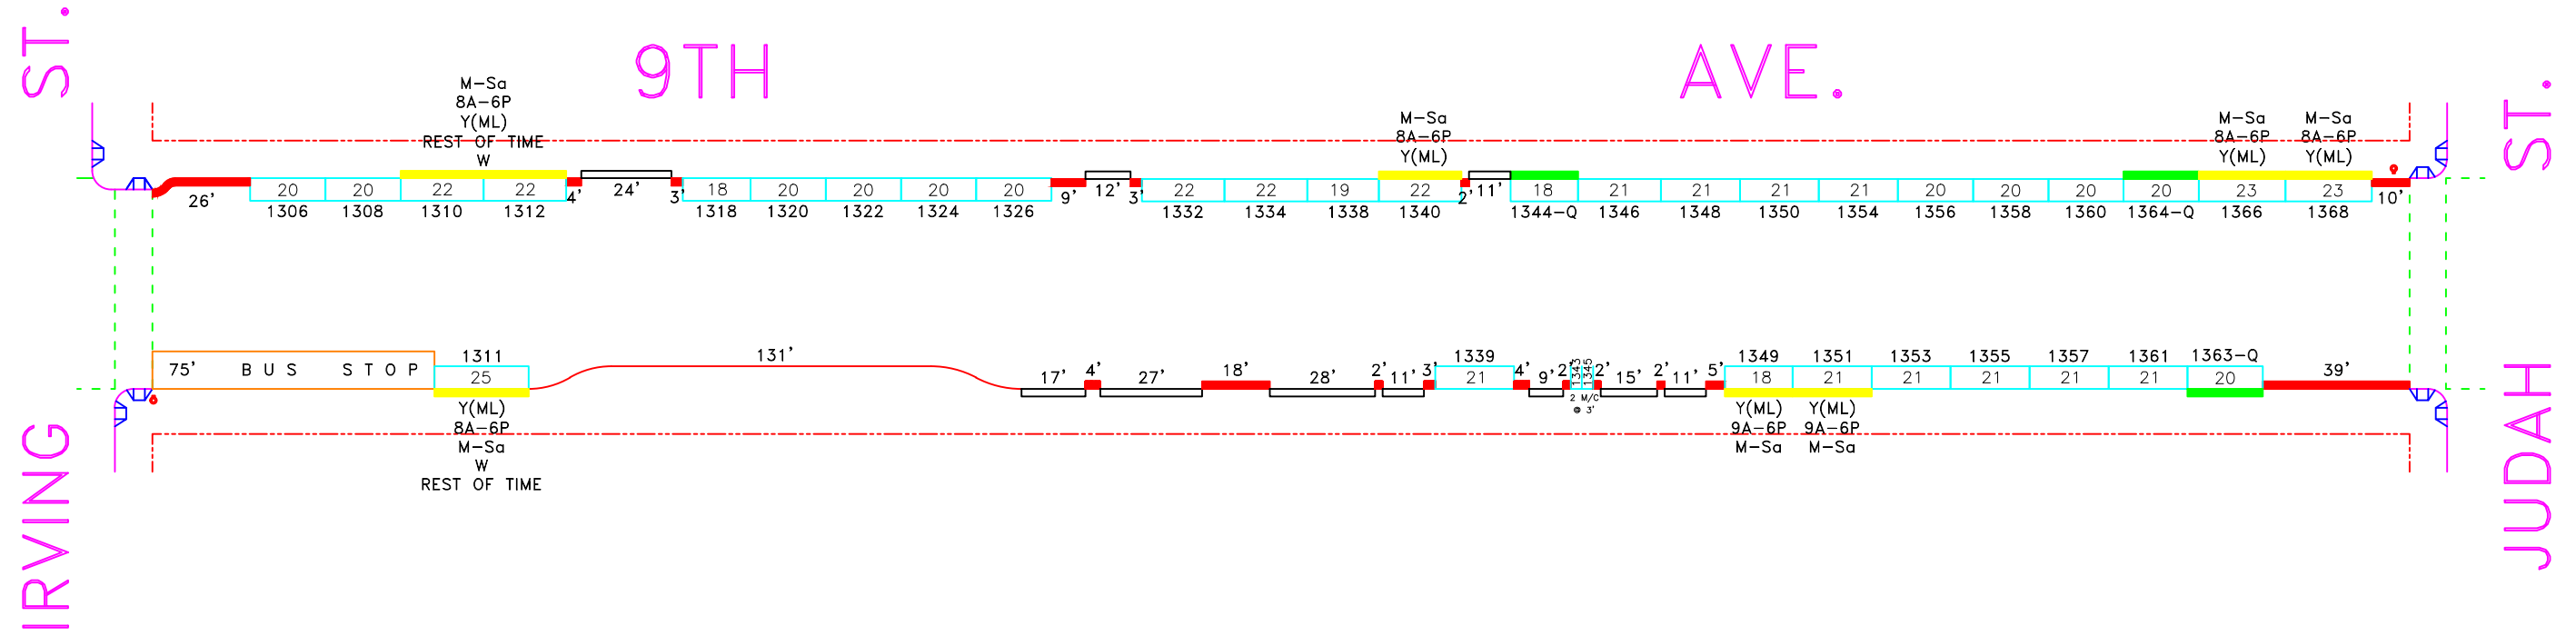 9TH AVE.
IRVING ST.
JUDAH ST.
M-Sa
8A-6P
Y(ML)
REST OF TIME
W
M-Sa
8A-6P
Y(ML)
M-Sa
8A-6P
Y(ML)
M-Sa
8A-6P
Y(ML)
26' 20 20 22 22 4' 24' 3' 18 20 20 20 20 9' 12' 3' 22 22 19 22 2' 11' 18 21 21 21 21 20 20 20 20 23 23 10'
1306 1308 1310 1312 1318 1320 1322 1324 1326 1332 1334 1338 1340 1344-Q 1346 1348 1350 1354 1356 1358 1360 1364-Q 1366 1368
1311 1339 1343 1345 1349 1351 1353 1355 1357 1361 1363-Q
75' BUS STOP 25 131' 17' 4' 27' 18' 28' 2' 11' 3' 21 4' 9' 2' 2' 15' 2' 11' 5' 18 21 21 21 21 21 20 39'
2 M/C
@ 3'
Y(ML)
8A-6P
M-Sa
W
REST OF TIME
Y(ML)
9A-6P
M-Sa
Y(ML)
9A-6P
M-Sa